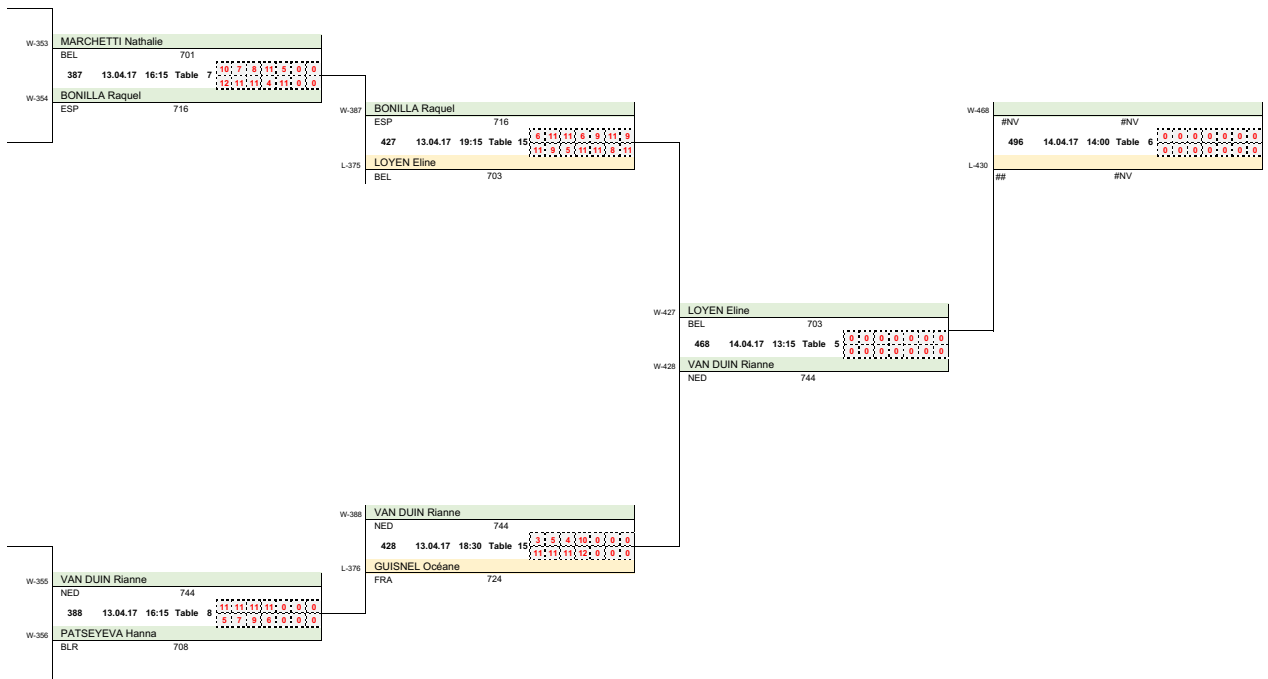 W-353 MARCHETTI Nathalie
BEL 701
387 13.04.17 16:15 Table 7 10 7 8 11 5 0 0
12 11 11 4 11 0 0
W-354 BONILLA Raquel
ESP 716
W-387 BONILLA Raquel
ESP 716
427 13.04.17 19:15 Table 15 6 11 11 6 9 11 9
11 9 5 11 11 8 11
L-375 LOYEN Eline
BEL 703
W-468
#NV #NV
496 14.04.17 14:00 Table 6 0 0 0 0 0 0 0
0 0 0 0 0 0 0
L-430
## #NV
W-427 LOYEN Eline
BEL 703
468 14.04.17 13:15 Table 5 0 0 0 0 0 0 0
0 0 0 0 0 0 0
W-428 VAN DUIN Rianne
NED 744
W-388 VAN DUIN Rianne
NED 744
428 13.04.17 18:30 Table 15 3 5 4 10 0 0 0
11 11 11 12 0 0 0
L-376 GUISNEL Océane
FRA 724
W-355 VAN DUIN Rianne
NED 744
388 13.04.17 16:15 Table 8 11 11 11 11 0 0 0
5 7 9 6 0 0 0
W-356 PATSEYEVA Hanna
BLR 708